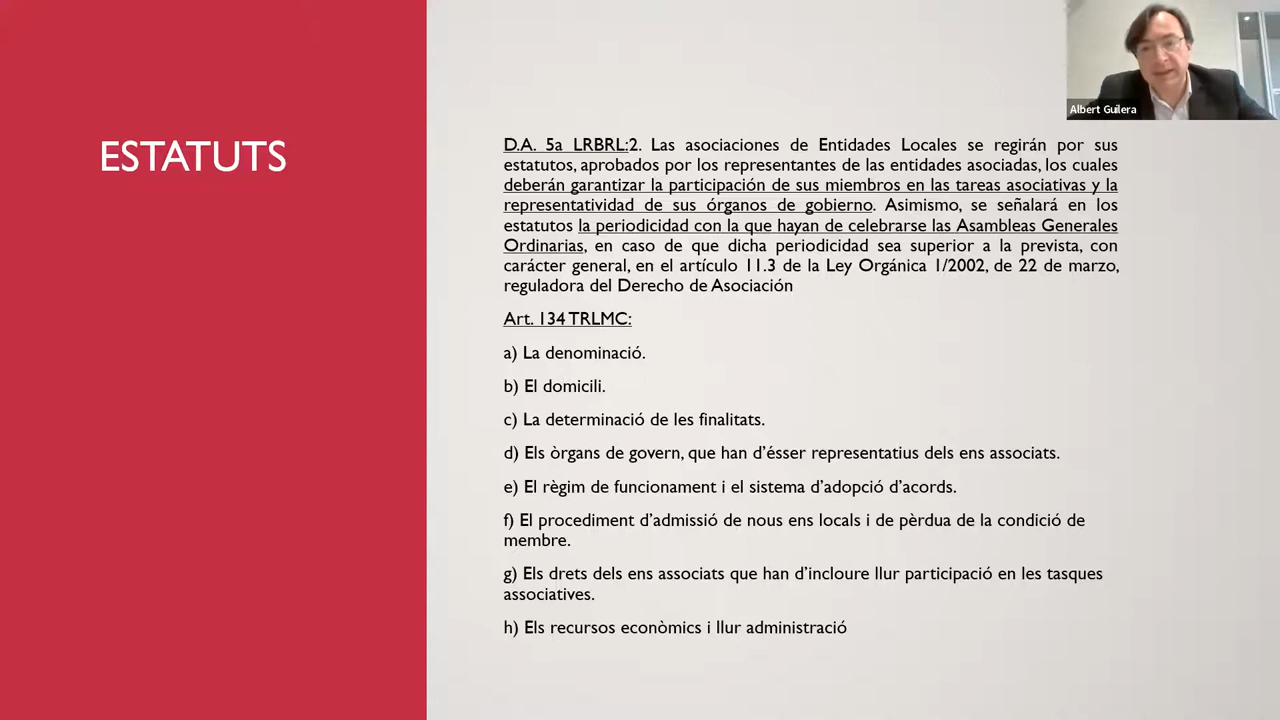 Albert Guilera
ESTATUTS
D.A. 5a LRBRL:2. Las asociaciones de Entidades Locales se regirán por sus
estatutos, aprobados por los representantes de las entidades asociadas, los cuales
deberán garantizar la participación de sus miembros en las tareas asociativas y la
representatividad de sus órganos de gobierno. Asimismo, se señalará en los
estatutos la periodicidad con la que hayan de celebrarse las Asambleas Generales
Ordinarias, en caso de que dicha periodicidad sea superior a la prevista, con
carácter general, en el artículo 11.3 de la Ley Orgánica 1/2002, de 22 de marzo,
reguladora del Derecho de Asociación
Art. 134 TRLMC:
a) La denominació.
b) El domicili.
c) La determinació de les finalitats.
d) Els òrgans de govern, que han d'ésser representatius dels ens associats.
e) El règim de funcionament i el sistema d'adopció d'acords.
f) El procediment d'admissió de nous ens locals i de pèrdua de la condició de
membre.
g) Els drets dels ens associats que han d'incloure llur participació en les tasques
associatives.
h) Els recursos econòmics i llur administració